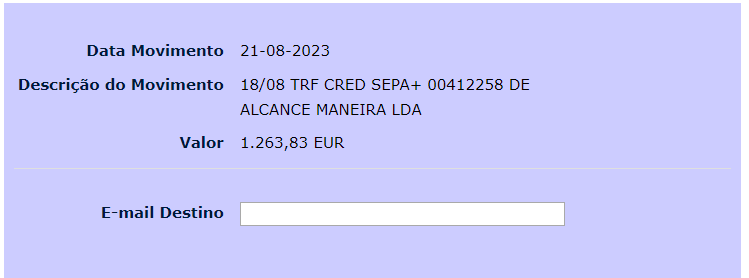 Data Movimento 21-08-2023
Descrição do Movimento 18/08 TRF CRED SEPA+ 00412258 DE
ALCANCE MANEIRA LDA
Valor 1.263,83 EUR
E-mail Destino